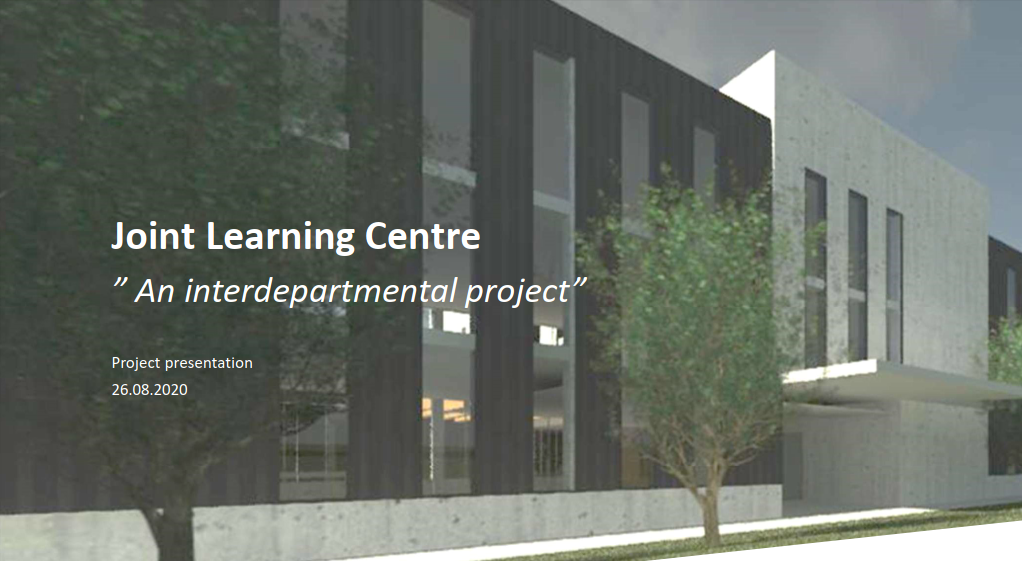 Joint Learning Centre
” An interdepartmental project”
Project presentation
26.08.2020